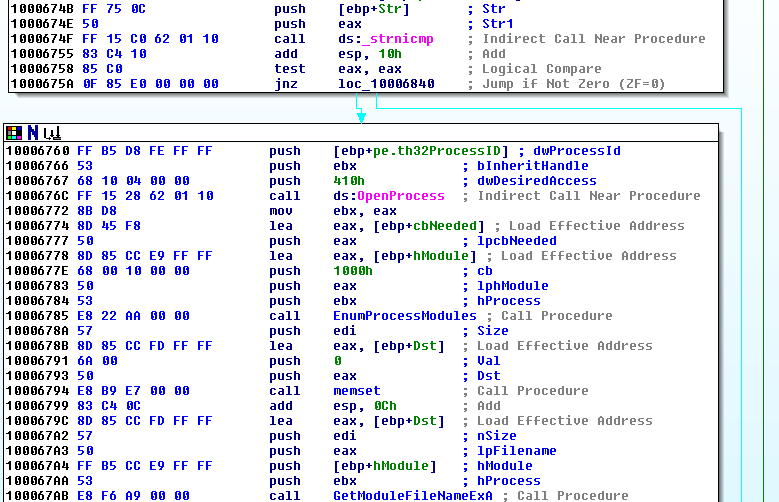 1000674B FF 75 0C push [ebp+Str] ; Str
1000674E 50 push eax ; Str1
1000674F FF 15 C0 62 01 10 call ds:_strnicmp ; Indirect Call Near Procedure
10006755 83 C4 10 add esp, 10h ; Add
10006758 85 C0 test eax, eax ; Logical Compare
1000675A 0F 85 E0 00 00 00 jnz loc_10006840 ; Jump if Not Zero (ZF=0)
10006760 FF B5 D8 FE FF FF push [ebp+pe.th32ProcessID] ; dwProcessId
10006766 53 push ebx ; bInheritHandle
10006767 68 10 04 00 00 push 410h ; dwDesiredAccess
1000676C FF 15 28 62 01 10 call ds:OpenProcess ; Indirect Call Near Procedure
10006772 8B D8 mov ebx, eax
10006774 8D 45 F8 lea eax, [ebp+cbNeeded] ; Load Effective Address
10006777 50 push eax ; lpcbNeeded
10006778 8D 85 CC E9 FF FF lea eax, [ebp+hModule] ; Load Effective Address
1000677E 68 00 10 00 00 push 1000h ; cb
10006783 50 push eax ; lphModule
10006784 53 push ebx ; hProcess
10006785 E8 22 AA 00 00 call EnumProcessModules ; Call Procedure
1000678A 57 push edi ; Size
1000678B 8D 85 CC FD FF FF lea eax, [ebp+Dst] ; Load Effective Address
10006791 6A 00 push 0 ; Val
10006793 50 push eax ; Dst
10006794 E8 B9 E7 00 00 call memset ; Call Procedure
10006799 83 C4 0C add esp, 0Ch ; Add
1000679C 8D 85 CC FD FF FF lea eax, [ebp+Dst] ; Load Effective Address
100067A2 57 push edi ; nSize
100067A3 50 push eax ; lpFilename
100067A4 FF B5 CC E9 FF FF push [ebp+hModule] ; hModule
100067AA 53 push ebx ; hProcess
100067AB E8 F6 A9 00 00 call GetModuleFileNameExA ; Call Procedure